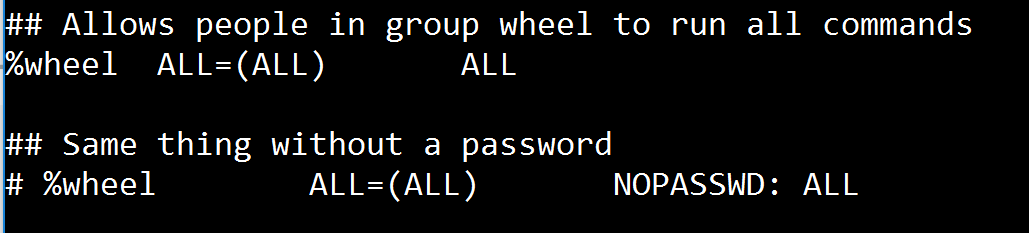 ## Allows people in group wheel to run all commands
%wheel  ALL=(ALL)       ALL
## Same thing without a password
# %wheel        ALL=(ALL)       NOPASSWD: ALL